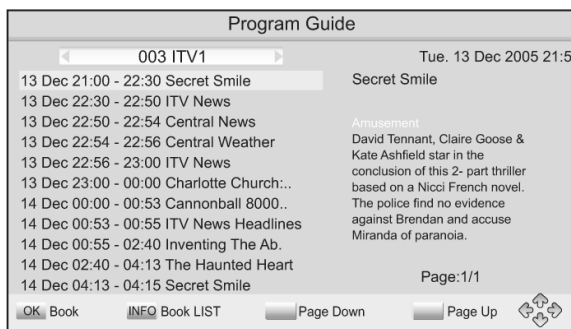 Program Guide
003 ITV1
Tue. 13 Dec 2005 21:5
13 Dec 21:00 - 22:30 Secret Smile
13 Dec 22:30 - 22:50 ITV News
13 Dec 22:50 - 22:54 Central News
13 Dec 22:54 - 22:56 Central Weather
13 Dec 22:56 - 23:00 ITV News
13 Dec 23:00 - 00:00 Charlotte Church:..
14 Dec 00:00 - 00:53 Cannonball 8000..
14 Dec 00:53 - 00:55 ITV News Headlines
14 Dec 00:55 - 02:40 Inventing The Ab.
14 Dec 02:40 - 04:13 The Haunted Heart
14 Dec 04:13 - 04:15 Secret Smile
Secret Smile
Amusement
David Tennant, Claire Goose &
Kate Ashfield star in the
conclusion of this 2- part thriller
based on a Nicci French novel.
The police find no evidence
against Brendan and accuse
Miranda of paranoia.
Page:1/1
OK Book INFO Book LIST Page Down Page Up